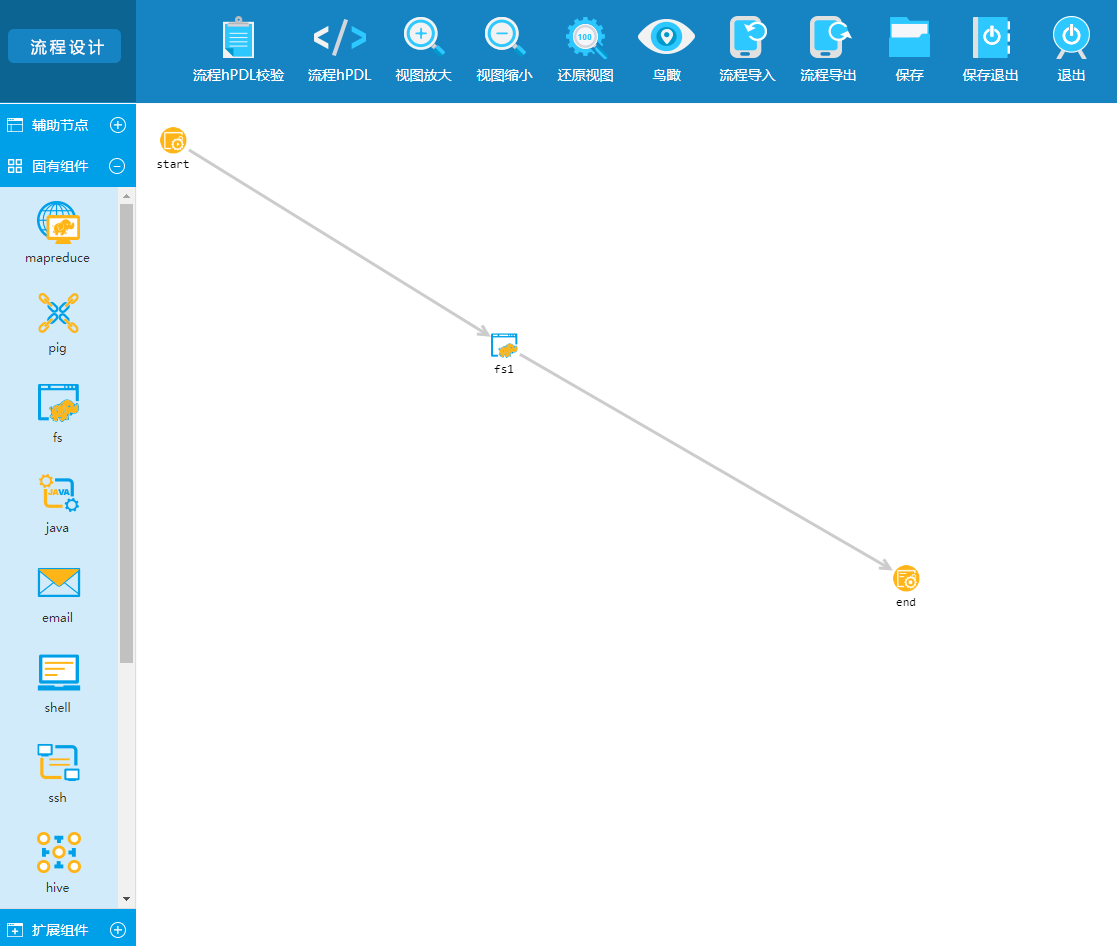 流程设计
流程hPDL校验
流程hPDL
视图放大
视图缩小
100
还原视图
鸟瞰
流程导入
流程导出
保存
保存退出
退出
辅助节点
固有组件
mapreduce
pig
fs
JAVA
java
email
shell
ssh
hive
扩展组件
start
fs1
end